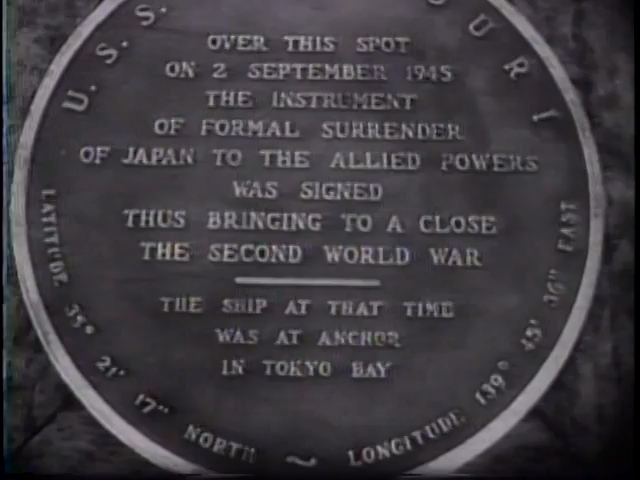 U.S.S. OURI
OVER THIS SPOT
ON 2 SEPTEMBER 1945
THE INSTRUMENT
OF FORMAL SURRENDER
OF JAPAN TO THE ALLIED POWERS
WAS SIGNED
THUS BRINGING TO A CLOSE
THE SECOND WORLD WAR
THE SHIP AT THAT TIME
WAS AT ANCHOR
IN TOKYO BAY
LATITUDE 35° 21' 17" NORTH ~ LONGITUDE 139° 45' 36" EAST